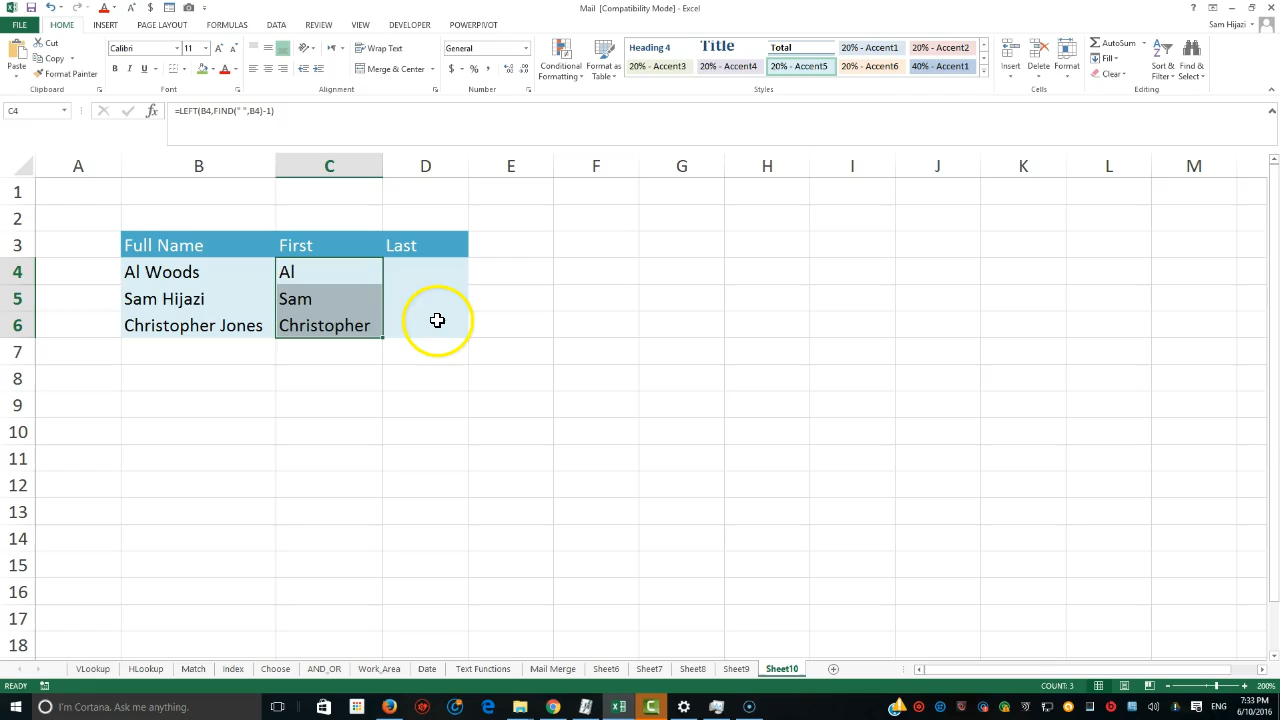 Mail [Compatibility Mode] - Excel
FILE HOME INSERT PAGE LAYOUT FORMULAS DATA REVIEW VIEW DEVELOPER POWERPIVOT Sam Hijazi
Paste Cut Copy Format Painter
Clipboard
Calibri 11
B I U
Font
Wrap Text
Merge & Center
Alignment
General
$ % ,
Number
Conditional Formatting Format as Table
Heading 4 Title Total 20% - Accent1 20% - Accent2
20% - Accent3 20% - Accent4 20% - Accent5 20% - Accent6 40% - Accent1
Styles
Insert Delete Format
Cells
AutoSum
Fill
Clear
Sort & Filter Find & Select
Editing
C4 fx =LEFT(B4,FIND(" ",B4)-1)
A B C D E F G H I J K L M
1
2
3 Full Name First Last
4 Al Woods Al
5 Sam Hijazi Sam
6 Christopher Jones Christopher
7
8
9
10
11
12
13
14
15
16
17
18
VLookup HLookup Match Index Choose AND_OR Work_Area Date Text Functions Mail Merge Sheet6 Sheet7 Sheet8 Sheet9 Sheet10
READY COUNT: 3 200%
I'm Cortana. Ask me anything. ENG 7:33 PM
6/10/2016